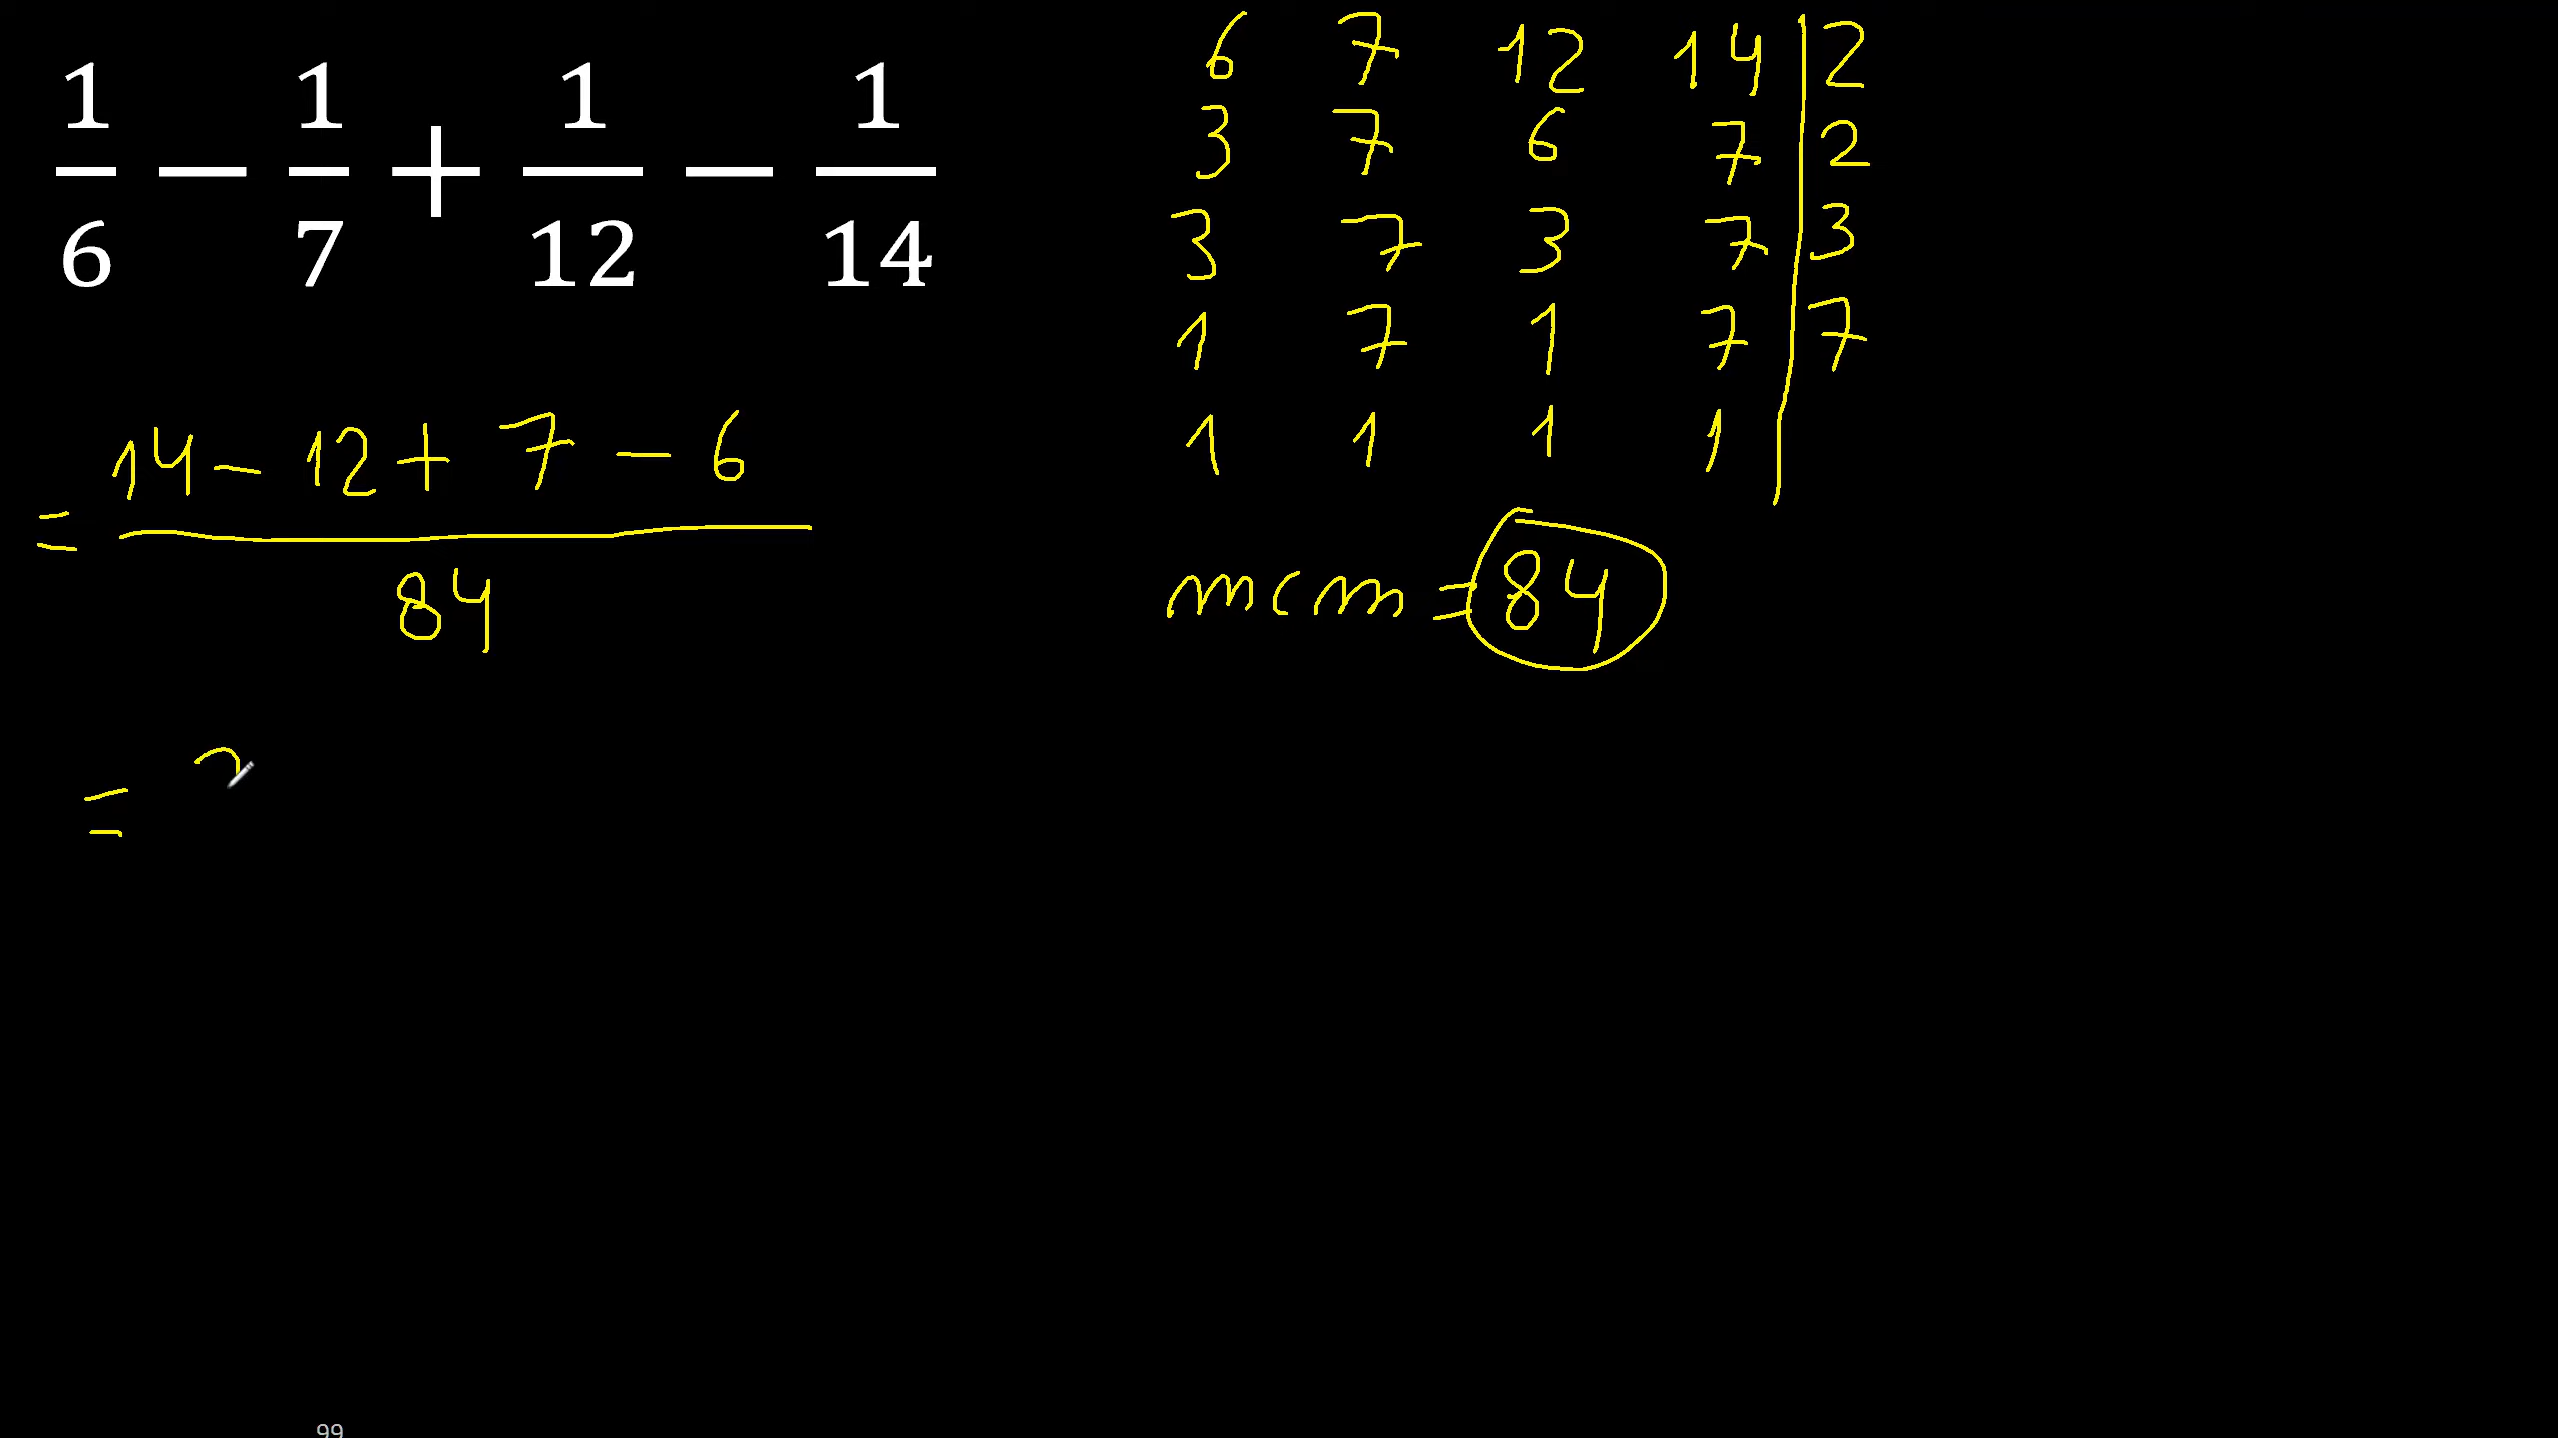 1/6 − 1/7 + 1/12 − 1/14
= (14 − 12 + 7 − 6)/84
=
6 7 12 14 | 2
3 7 6 7 | 2
3 7 3 7 | 3
1 7 1 7 | 7
1 1 1 1 |
mcm = 84
99